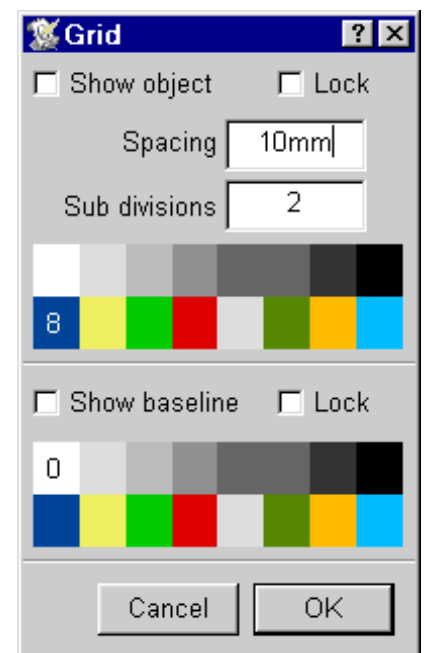 Grid ? X
Show object Lock
Spacing 10mm
Sub divisions 2
8
Show baseline Lock
0
Cancel OK